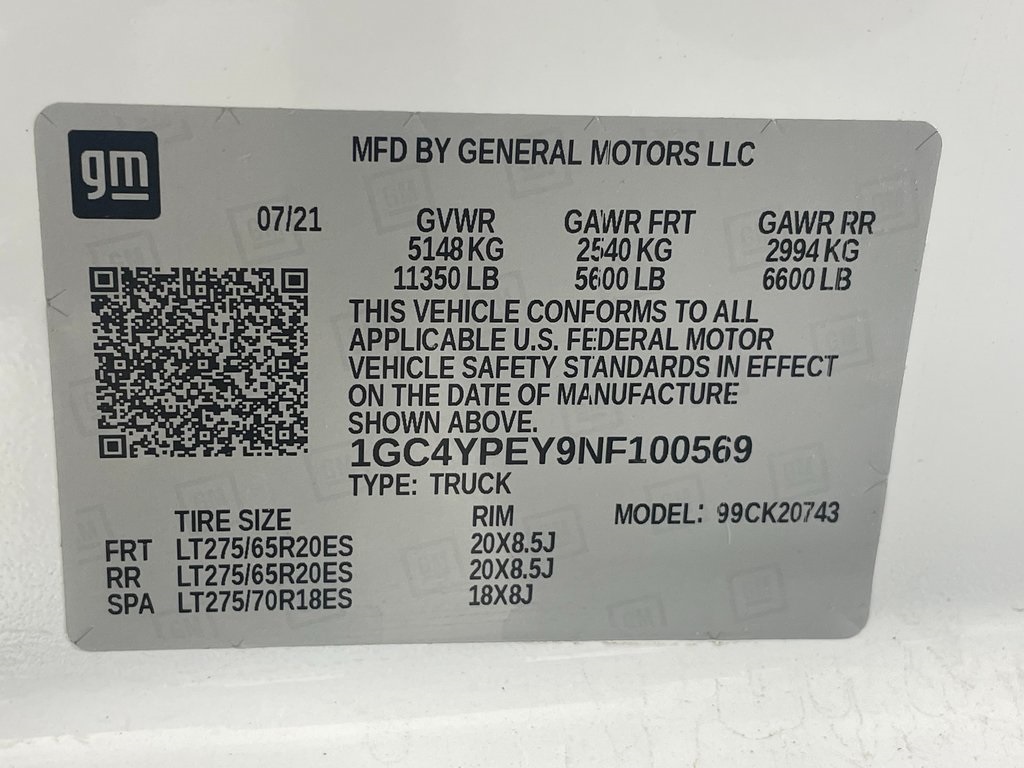 gm
MFD BY GENERAL MOTORS LLC
07/21 GVWR GAWR FRT GAWR RR
5148 KG 2540 KG 2994 KG
11350 LB 5600 LB 6600 LB
THIS VEHICLE CONFORMS TO ALL
APPLICABLE U.S. FEDERAL MOTOR
VEHICLE SAFETY STANDARDS IN EFFECT
ON THE DATE OF MANUFACTURE
SHOWN ABOVE.
1GC4YPEY9NF100569
TYPE: TRUCK
TIRE SIZE RIM MODEL: 99CK20743
FRT LT275/65R20ES 20X8.5J
RR LT275/65R20ES 20X8.5J
SPA LT275/70R18ES 18X8J